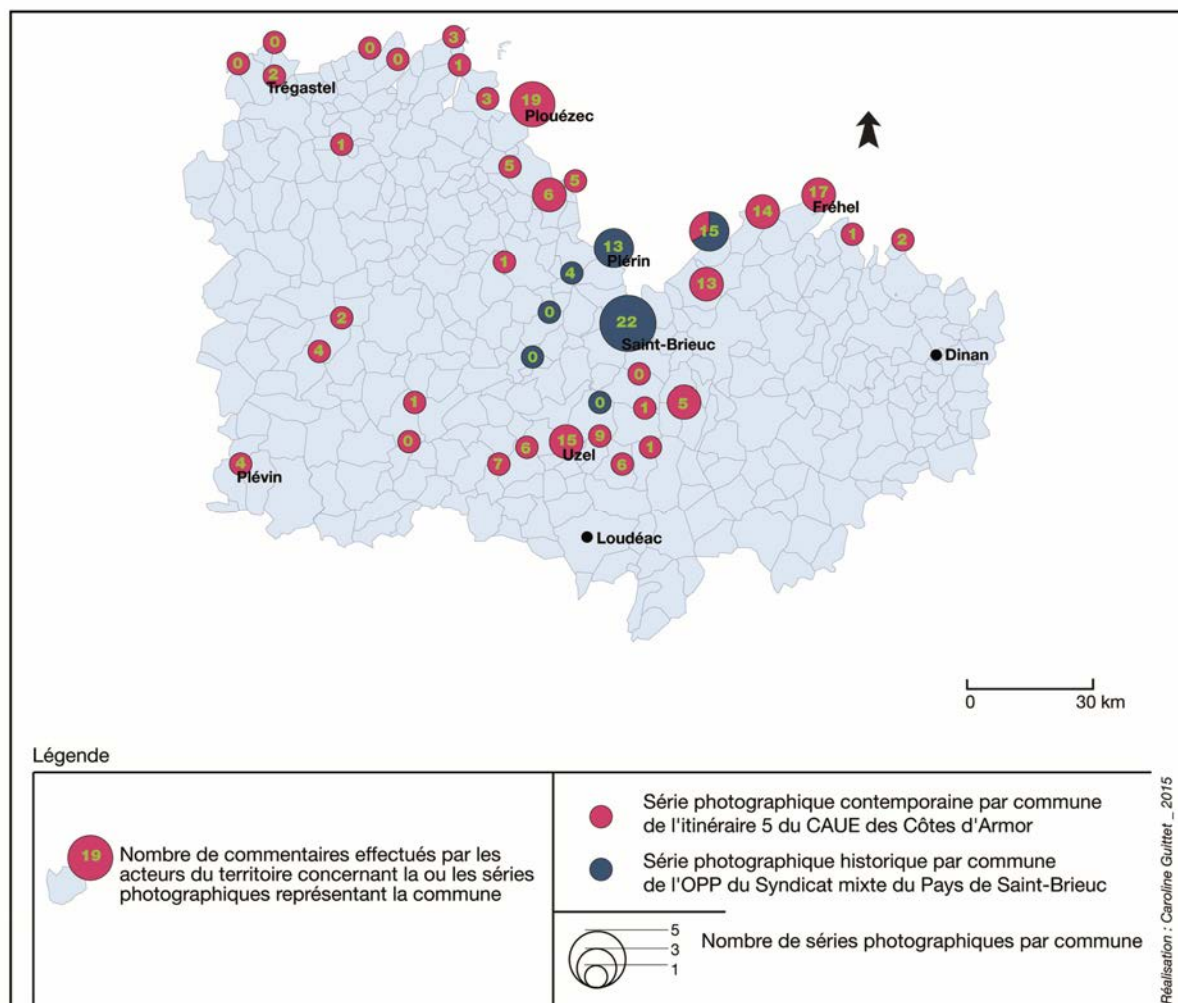 3
0
0
0
0
2
Trégastel
1
3
19
Plouézec
1
5
5
6
17
Fréhel
14
15
1
2
13
Plérin
1
4
13
2
0
22
Saint-Brieuc
4
0
Dinan
0
1
0
1
5
0
15
Uzel
9
6
1
7
6
4
Plévin
Loudéac
0 30 km
Légende
19
Nombre de commentaires effectués par les
acteurs du territoire concernant la ou les séries
photographiques représentant la commune
Série photographique contemporaine par commune
de l'itinéraire 5 du CAUE des Côtes d'Armor
Série photographique historique par commune
de l'OPP du Syndicat mixte du Pays de Saint-Brieuc
5
3
1
Nombre de séries photographiques par commune
Réalisation : Caroline Guittet _ 2015